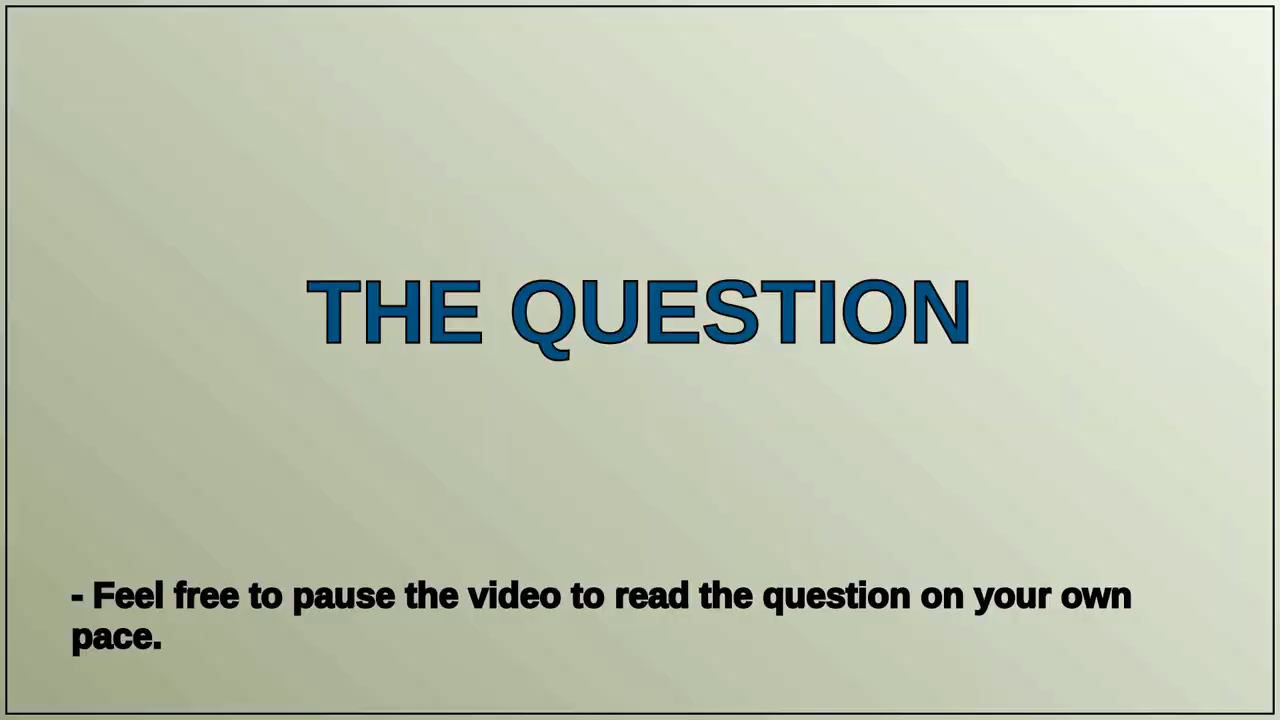 THE QUESTION
- Feel free to pause the video to read the question on your own
pace.